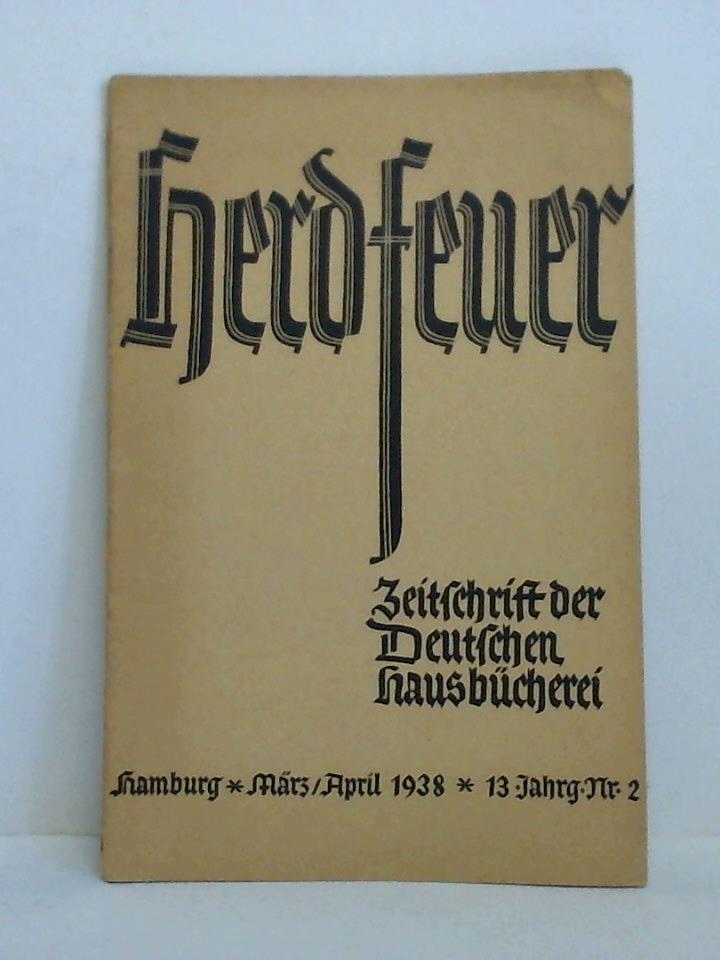 Herdfeuer
Zeitſchrift der
Deutſchen
Hausbücherei
Hamburg * März/April 1938 * 13 Jahrg. Nr. 2